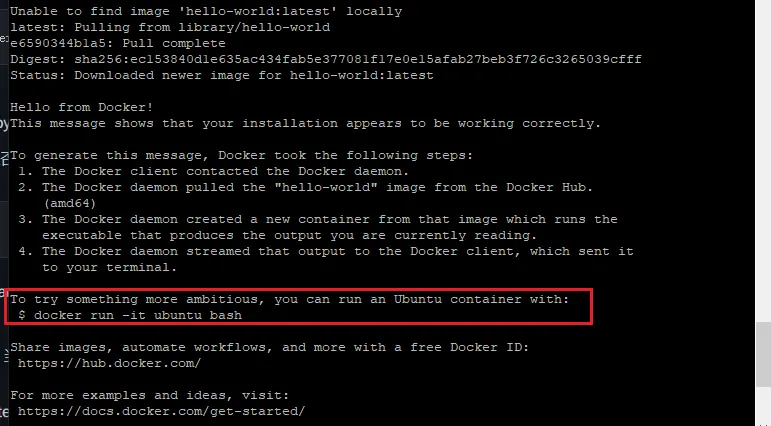 Unable to find image 'hello-world:latest' locally
latest: Pulling from library/hello-world
e6590344b1a5: Pull complete
Digest: sha256:ec153840d1e635ac434fab5e377081f17e0e15afab27beb3f726c3265039cfff
Status: Downloaded newer image for hello-world:latest
Hello from Docker!
This message shows that your installation appears to be working correctly.
To generate this message, Docker took the following steps:
1. The Docker client contacted the Docker daemon.
2. The Docker daemon pulled the "hello-world" image from the Docker Hub.
(amd64)
3. The Docker daemon created a new container from that image which runs the
executable that produces the output you are currently reading.
4. The Docker daemon streamed that output to the Docker client, which sent it
to your terminal.
To try something more ambitious, you can run an Ubuntu container with:
$ docker run -it ubuntu bash
Share images, automate workflows, and more with a free Docker ID:
https://hub.docker.com/
For more examples and ideas, visit:
https://docs.docker.com/get-started/